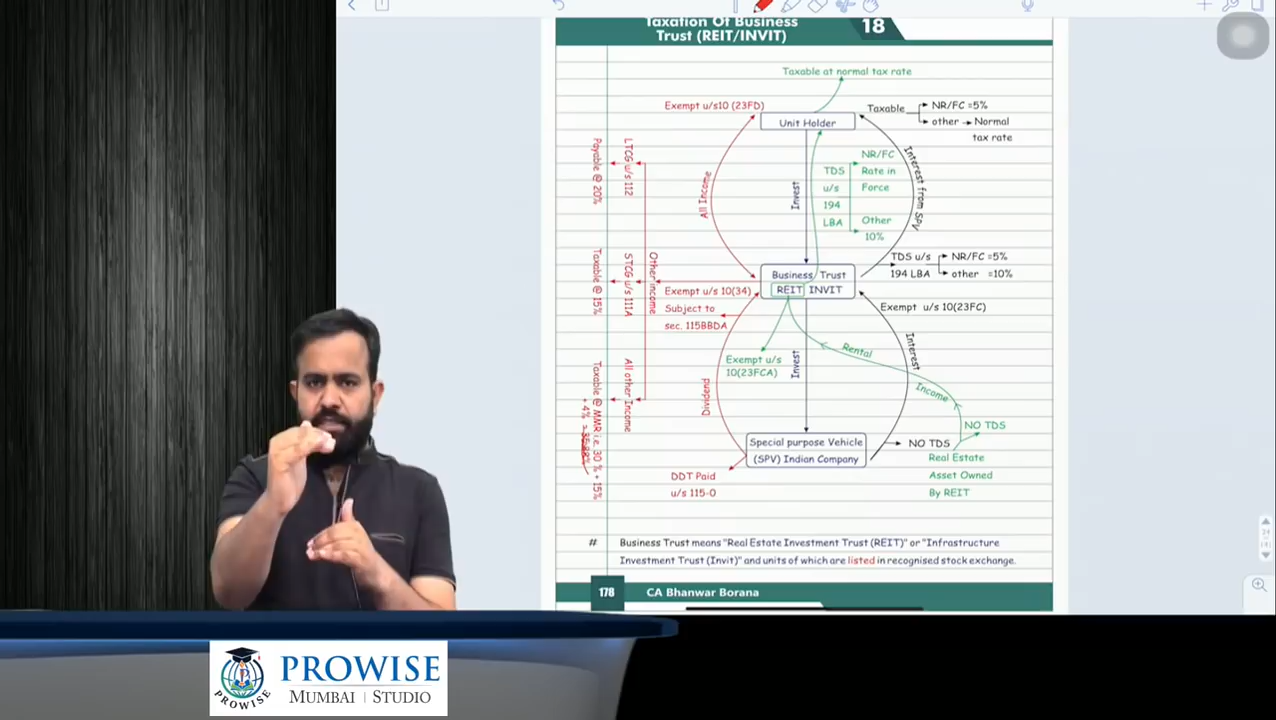 Taxation Of Business
Trust (REIT/INVIT)
18
Taxable at normal tax rate
Exempt u/s10 (23FD)
Unit Holder
Taxable
NR/FC =5%
other → Normal
tax rate
LTCG u/s 112
Payable @ 20%
All Income
Invest
TDS
u/s
194
LBA
NR/FC
Rate in
Force
Other
10%
Interest from SPV
Business Trust
REIT INVIT
TDS u/s
194 LBA
NR/FC =5%
other =10%
Other income
STCG u/s 111A
Taxable @ 15%
Exempt u/s 10(34)
Subject to
sec. 115BBDA
Exempt u/s 10(23FC)
Exempt u/s
10(23FCA)
Invest
Rental
Income
Interest
All other Income
Taxable @ MMR i.e. 30 % + 15%
+ 4%
Dividend
NO TDS
Special purpose Vehicle
(SPV) Indian Company
NO TDS
Real Estate
Asset Owned
By REIT
DDT Paid
u/s 115-0
# Business Trust means "Real Estate Investment Trust (REIT)" or "Infrastructure
Investment Trust (Invit)" and units of which are listed in recognised stock exchange.
178
CA Bhanwar Borana
PROWISE
PROWISE
MUMBAI | STUDIO